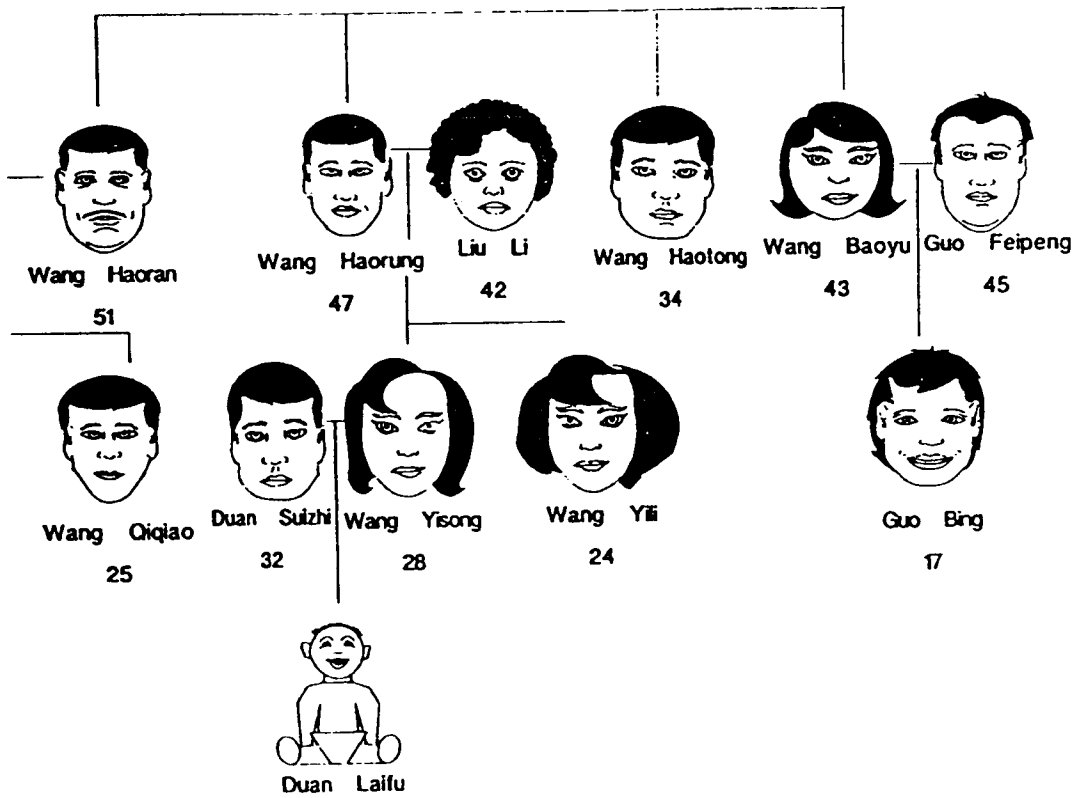 Wang Haoran
51
Wang Haorung
47
Liu Li
42
Wang Haotong
34
Wang Baoyu
43
Guo Feipeng
45
Wang Qiqiao
25
Duan Suizhi
32
Wang Yisong
28
Wang Yili
24
Guo Bing
17
Duan Laifu